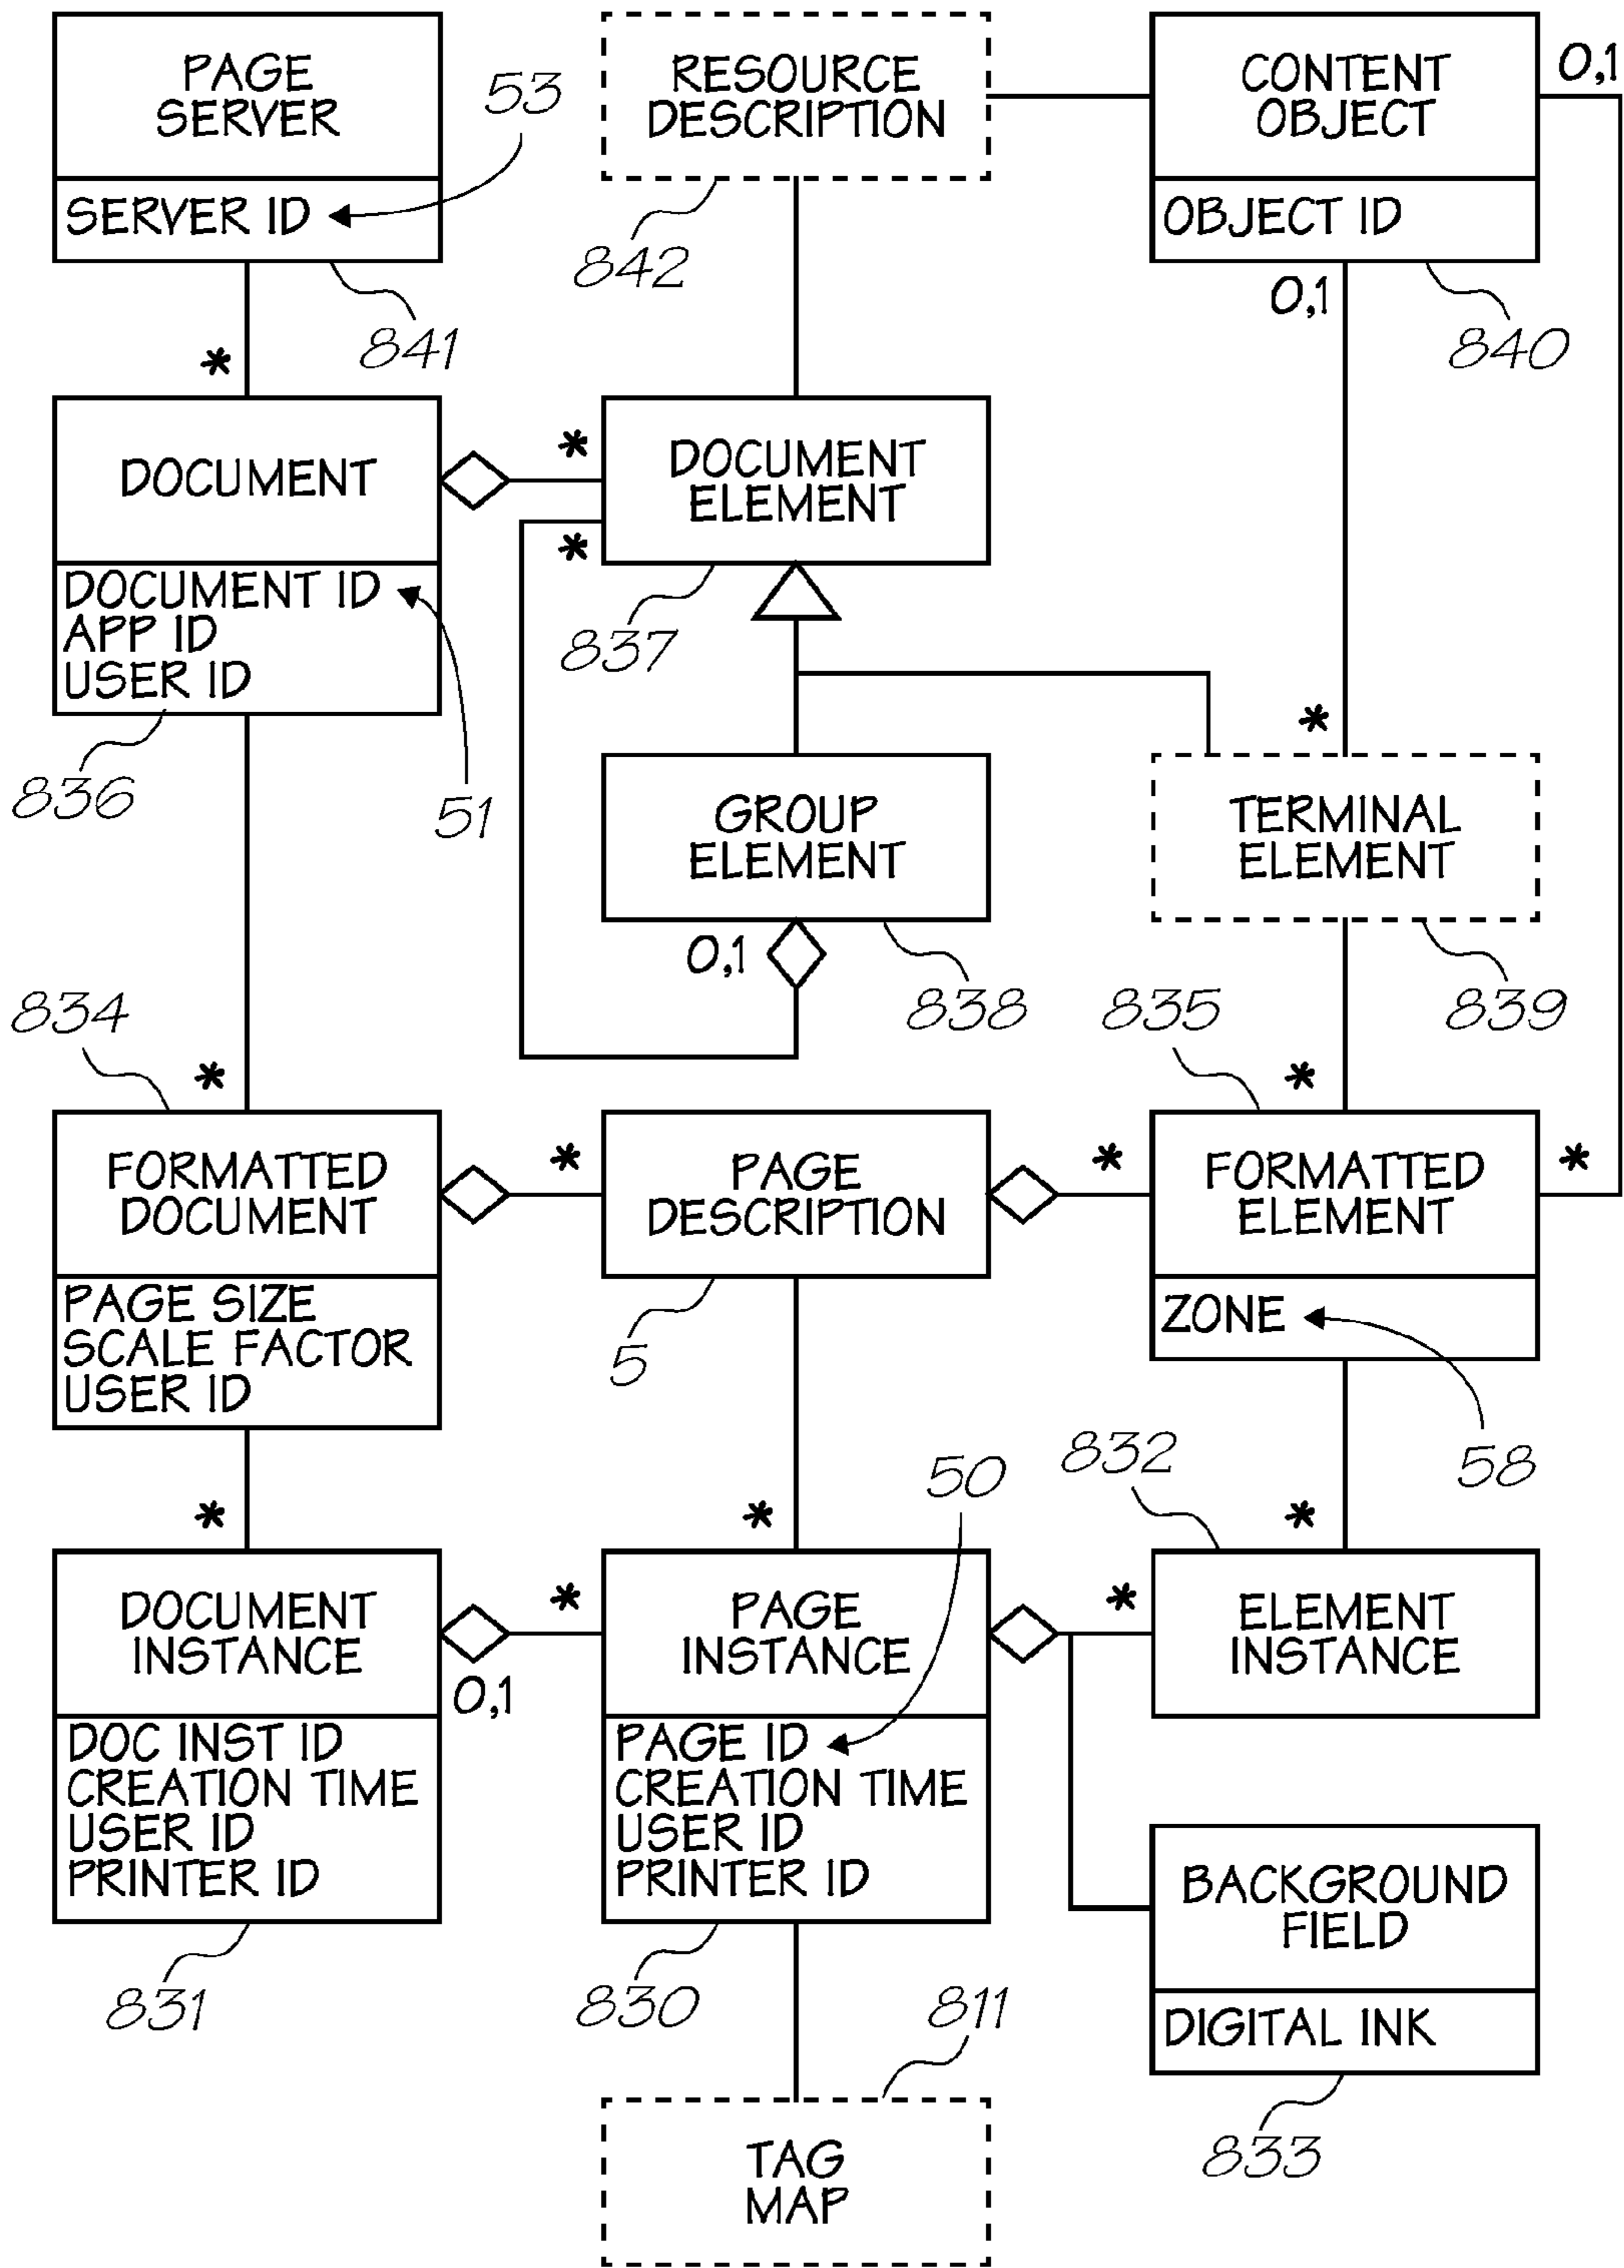 PAGE
SERVER
SERVER ID
53
841
RESOURCE
DESCRIPTION
842
CONTENT
OBJECT
OBJECT ID
0,1
0,1
840
*
DOCUMENT
DOCUMENT ID
APP ID
USER ID
836
51
*
*
DOCUMENT
ELEMENT
837
GROUP
ELEMENT
0,1
838
*
TERMINAL
ELEMENT
839
834
*
FORMATTED
DOCUMENT
PAGE SIZE
SCALE FACTOR
USER ID
*
PAGE
DESCRIPTION
5
*
835
*
FORMATTED
ELEMENT
*
ZONE
58
*
DOCUMENT
INSTANCE
DOC INST ID
CREATION TIME
USER ID
PRINTER ID
831
0,1
*
*
50
PAGE
INSTANCE
PAGE ID
CREATION TIME
USER ID
PRINTER ID
830
*
832
*
ELEMENT
INSTANCE
BACKGROUND
FIELD
DIGITAL INK
833
811
TAG
MAP